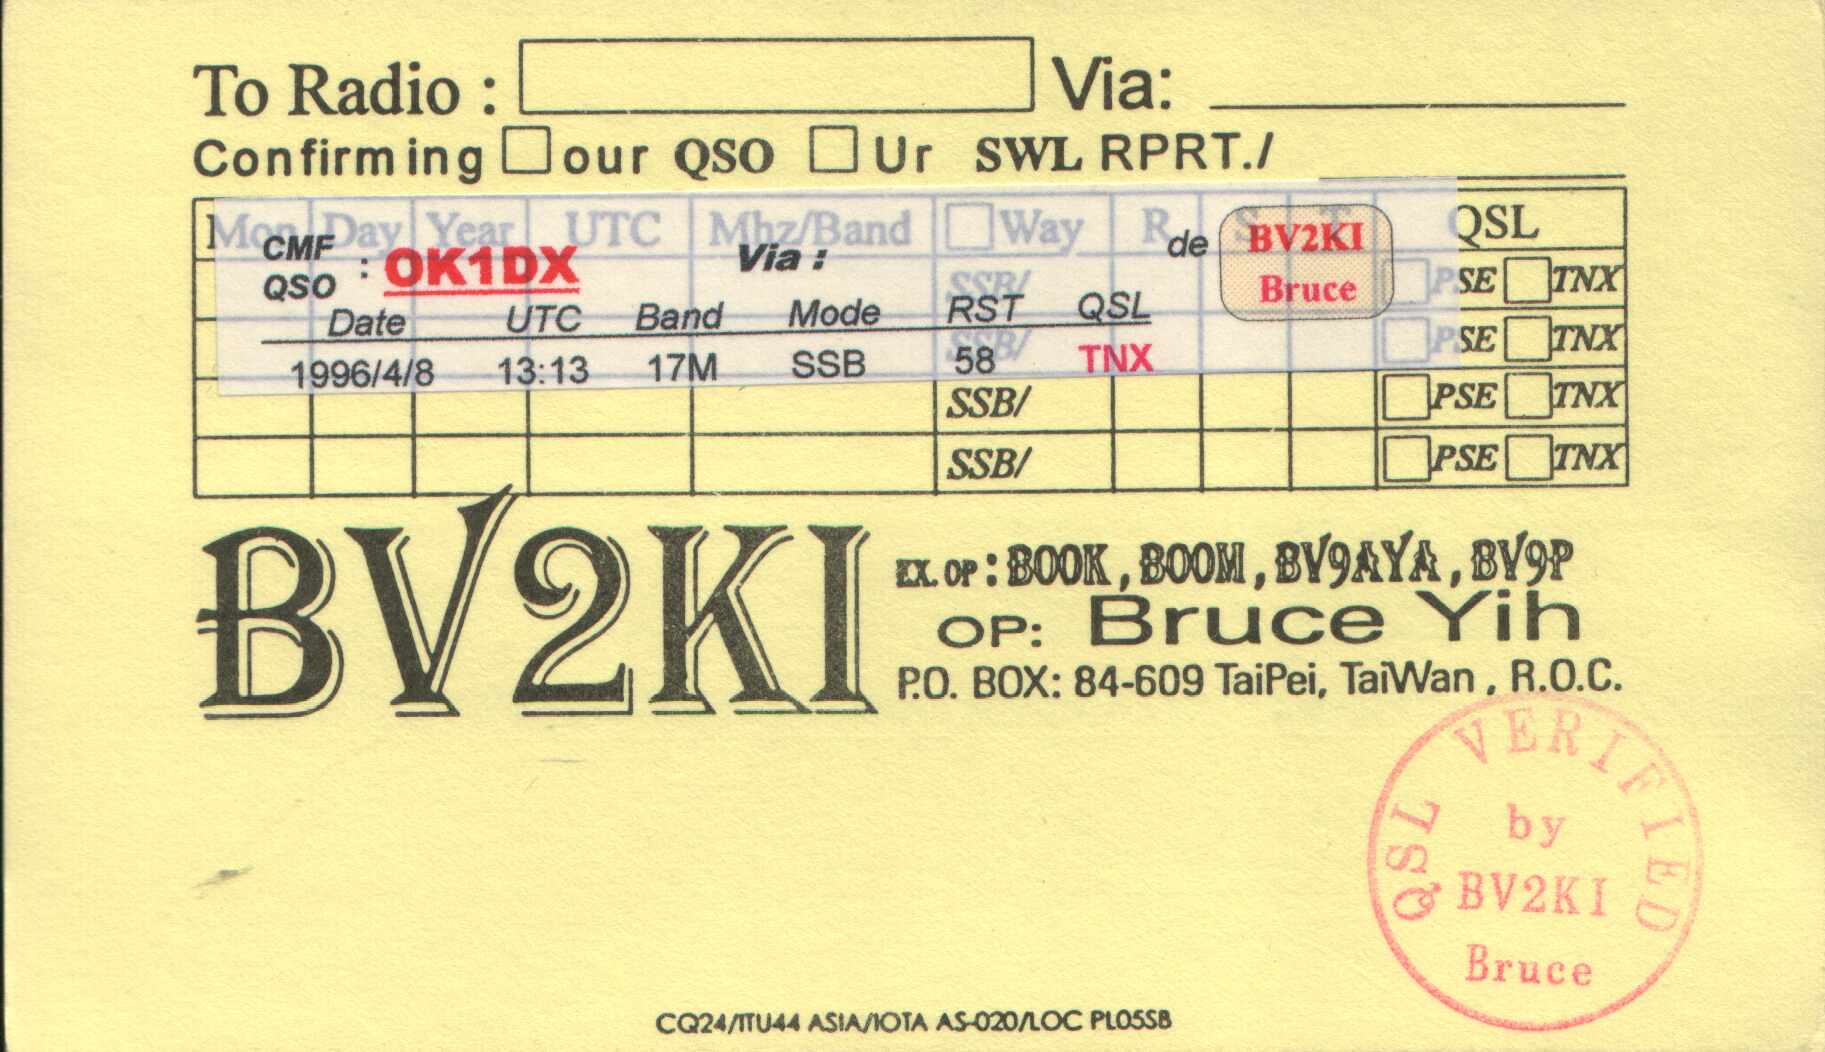 To Radio : Via:
Confirming our QSO Ur SWL RPRT./
Mon Day Year UTC Mhz/Band Way R S T QSL
CMF QSO : OK1DX Via : de BV2KI Bruce
SSB/ PSE TNX
Date UTC Band Mode RST QSL
SSB/ PSE TNX
1996/4/8 13:13 17M SSB 58 TNX
SSB/ PSE TNX
SSB/ PSE TNX
BV2KI
EX. OP : BO0K , BO0M , BV9AYA , BV9P
OP: Bruce Yih
P.O. BOX: 84-609 TaiPei, TaiWan , R.O.C.
QSL VERIFIED
by
BV2KI
Bruce
CQ24/ITU44 ASIA/IOTA AS-020/LOC PL05SB